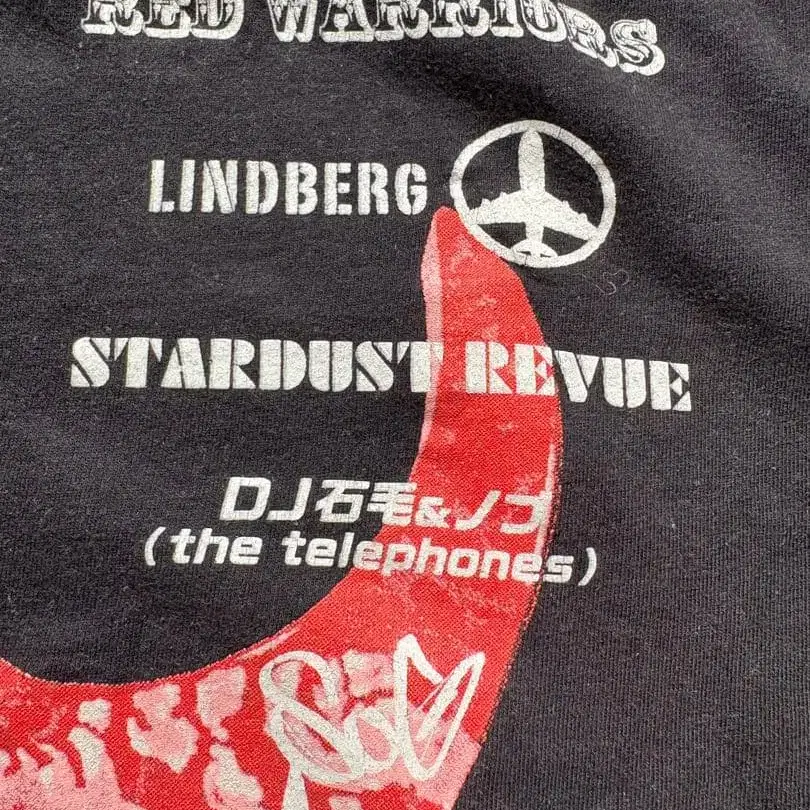 RED WARRIORS
LINDBERG
STARDUST REVUE
DJ石毛&ノブ
(the telephones)